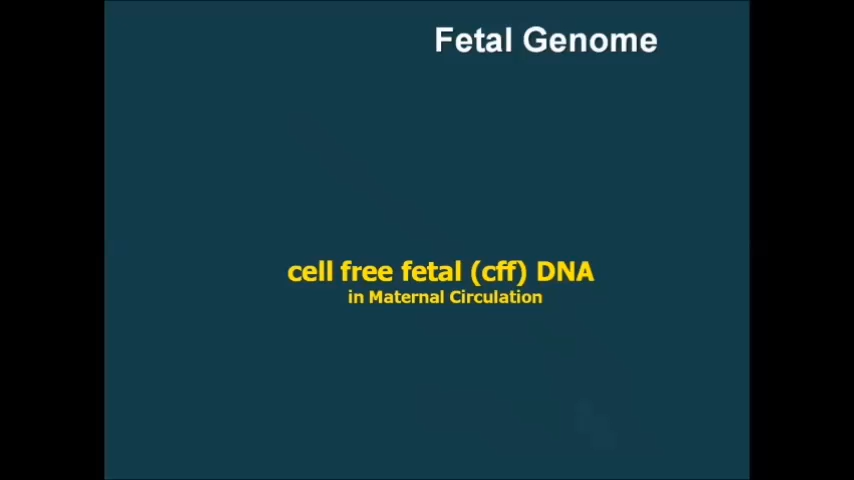 Fetal Genome
cell free fetal (cff) DNA
in Maternal Circulation